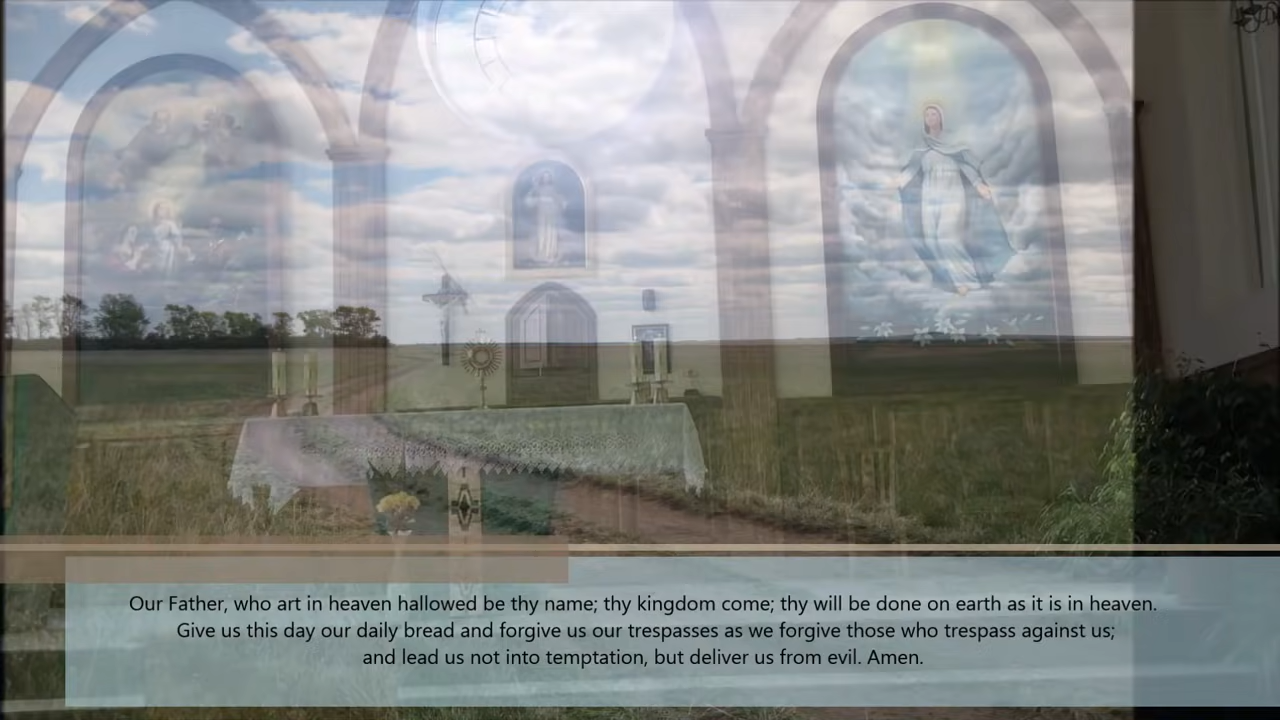 Our Father, who art in heaven hallowed be thy name; thy kingdom come; thy will be done on earth as it is in heaven.
Give us this day our daily bread and forgive us our trespasses as we forgive those who trespass against us;
and lead us not into temptation, but deliver us from evil. Amen.